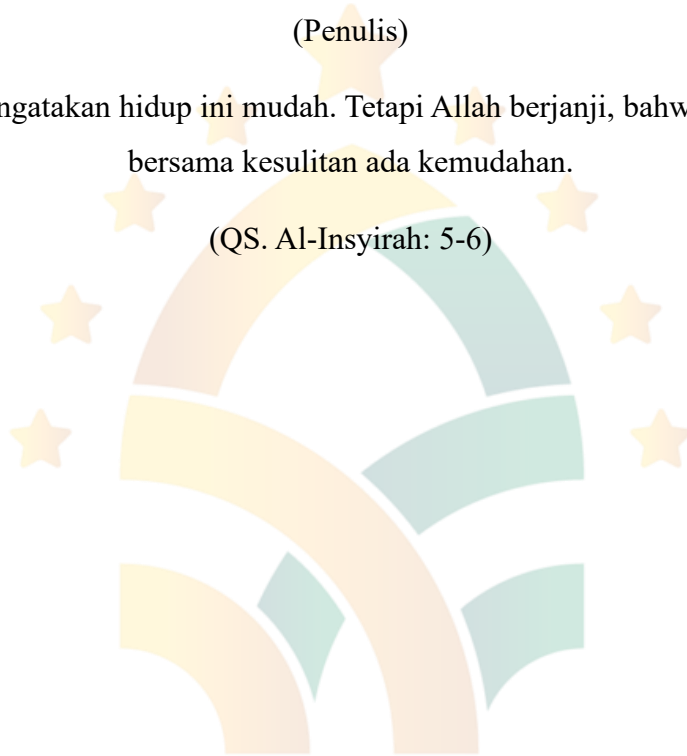 (Penulis)
ngatakan hidup ini mudah. Tetapi Allah berjanji, bahw
bersama kesulitan ada kemudahan.
(QS. Al-Insyirah: 5-6)